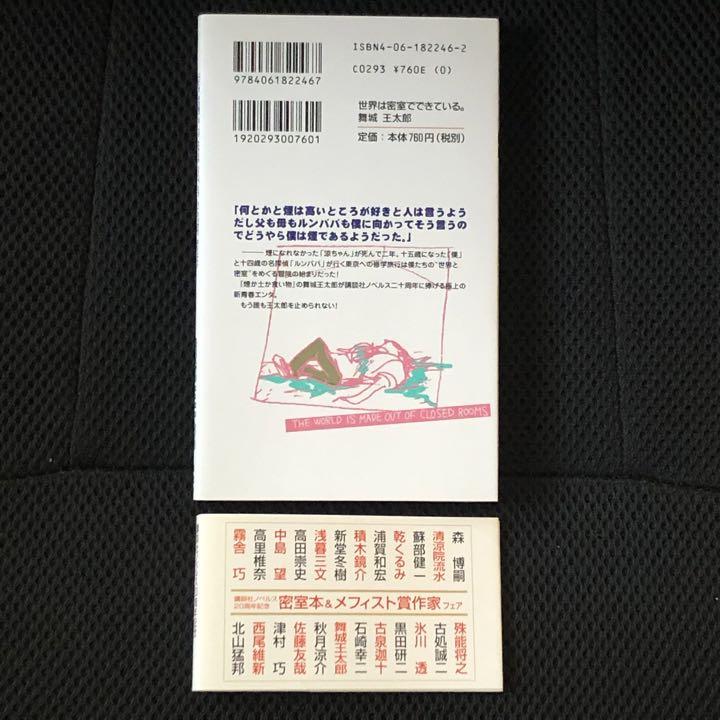 ISBN4-06-182246-2
9784061822467
C0293 ¥760E (0)
世界は密室でできている。
舞城 王太郎
1920293007601
定価：本体760円（税別）
「何とかと煙は高いところが好きと人は言うよう
だし父も母もルンババも僕に向かってそう言うの
でどうやら僕は煙であるようだった。」
――煙になれなかった「涼ちゃん」が死んで二年。十五歳になった「僕」
と十四歳の名探偵「ルンババ」が行く東京への修学旅行は僕たちの“世界と
密室”をめぐる冒険の始まりだった！
『煙か土か食い物』の舞城王太郎が講談社ノベルス二十周年に捧げる極上の
新青春エンタ。
もう誰も王太郎を止められない！
THE WORLD IS MADE OUT OF CLOSED ROOMS
森 博嗣
清涼院流水
蘇部健一
乾くるみ
浦賀和宏
積木鏡介
新堂冬樹
浅暮三文
高田崇史
中島 望
高里椎奈
霧舎 巧
講談社ノベルス
20周年記念
密室本&メフィスト賞作家フェア
殊能将之
古処誠二
氷川 透
黒田研二
古泉迦十
石崎幸二
舞城王太郎
秋月涼介
佐藤友哉
津村 巧
西尾維新
北山猛邦